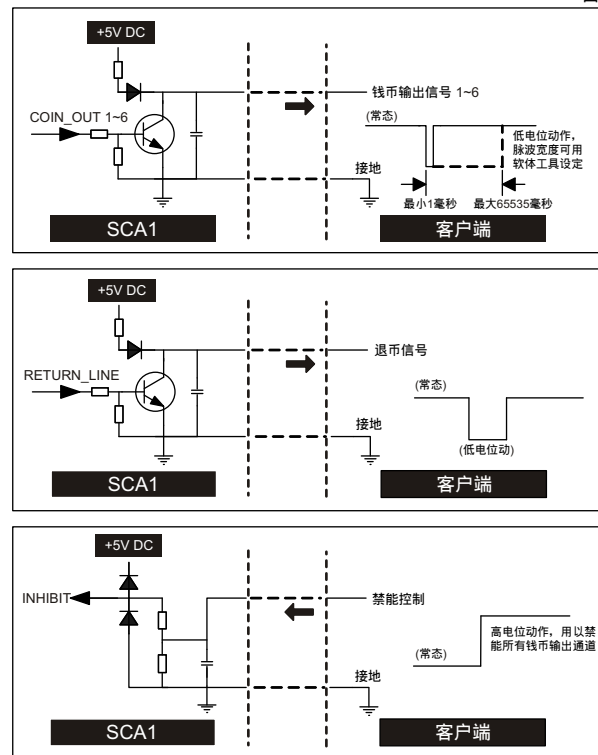 +5V DC
钱币输出信号 1~6
COIN_OUT 1~6
(常态)
低电位动作，
脉波宽度可用
软体工具设定
接地
最小1毫秒
最大65535毫秒
SCA1
客户端
+5V DC
退币信号
RETURN_LINE
(常态)
接地
(低电位动)
SCA1
客户端
+5V DC
INHIBIT
禁能控制
高电位动作，用以禁
能所有钱币输出通道
(常态)
接地
SCA1
客户端